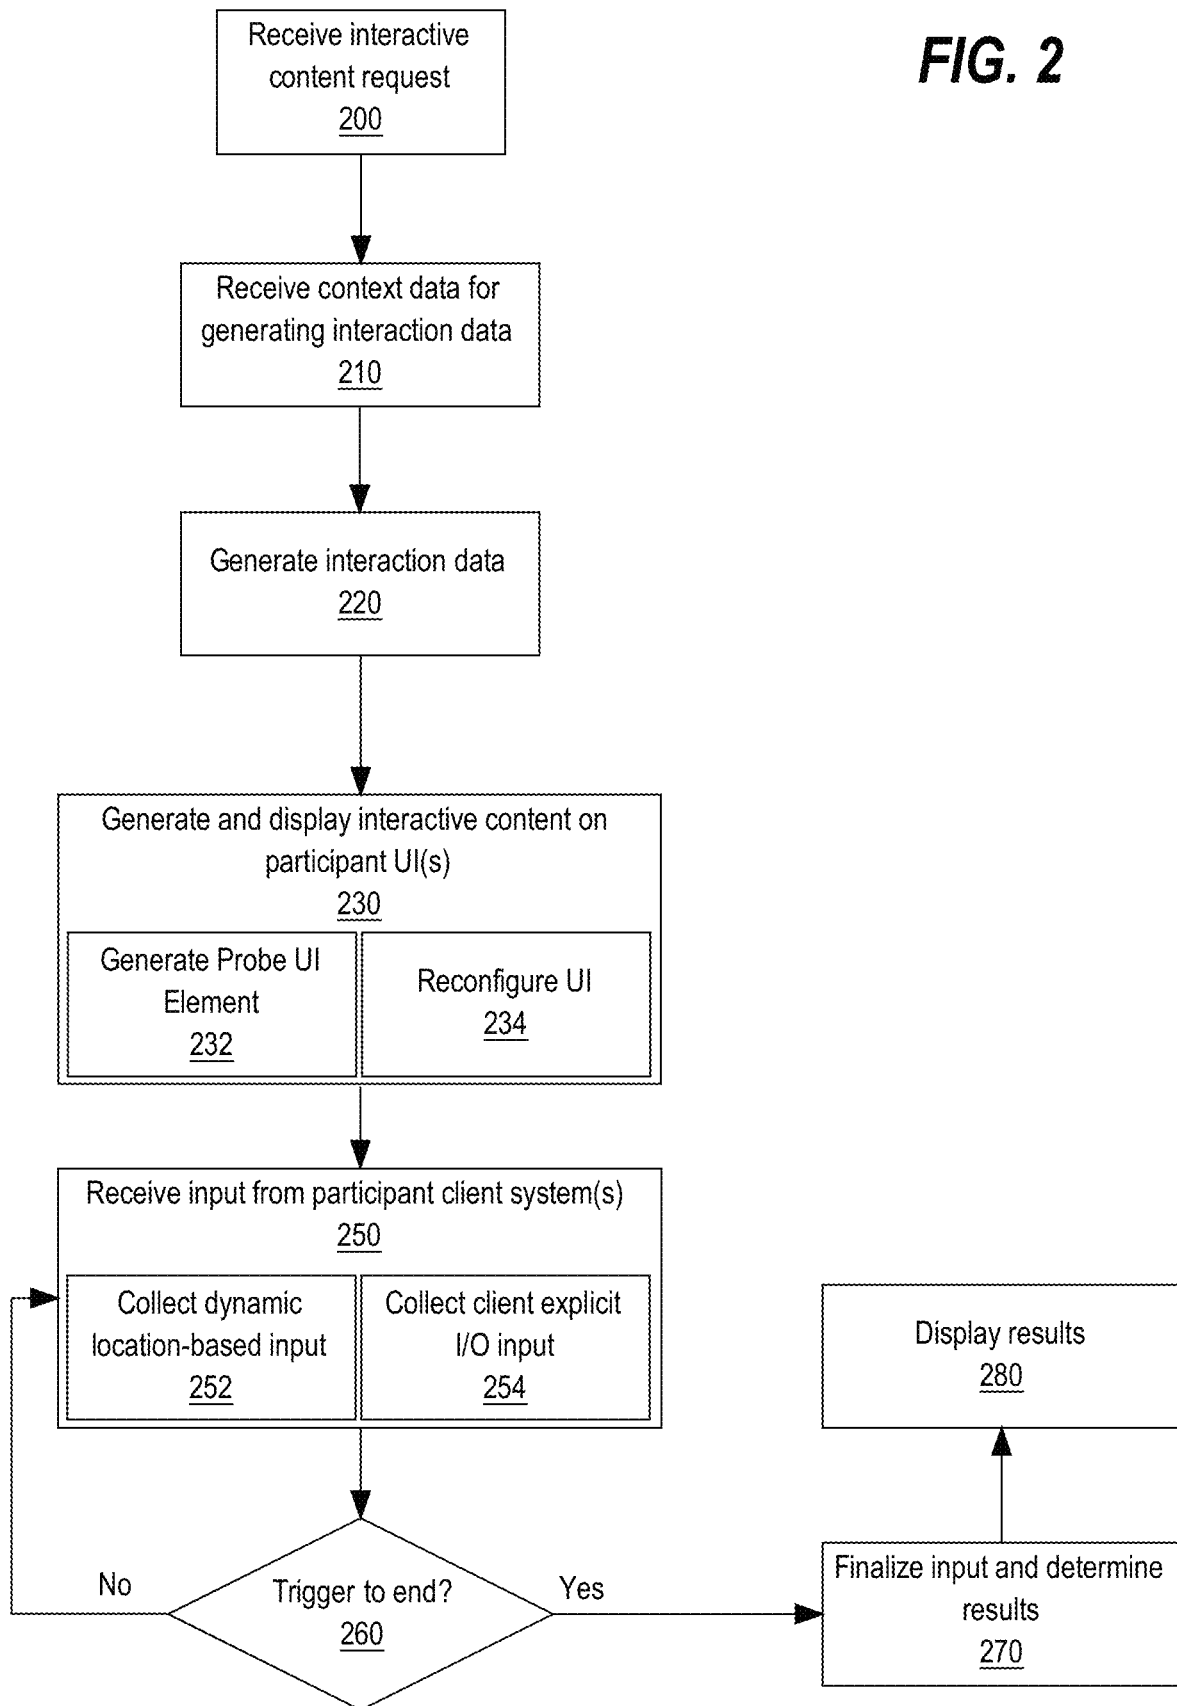 FIG. 2
Receive interactive
content request
200
Receive context data for
generating interaction data
210
Generate interaction data
220
Generate and display interactive content on
participant UI(s)
230
Generate Probe UI
Element
232
Reconfigure UI
234
Receive input from participant client system(s)
250
Collect dynamic
location-based input
252
Collect client explicit
I/O input
254
Trigger to end?
260
No
Yes
Finalize input and determine
results
270
Display results
280